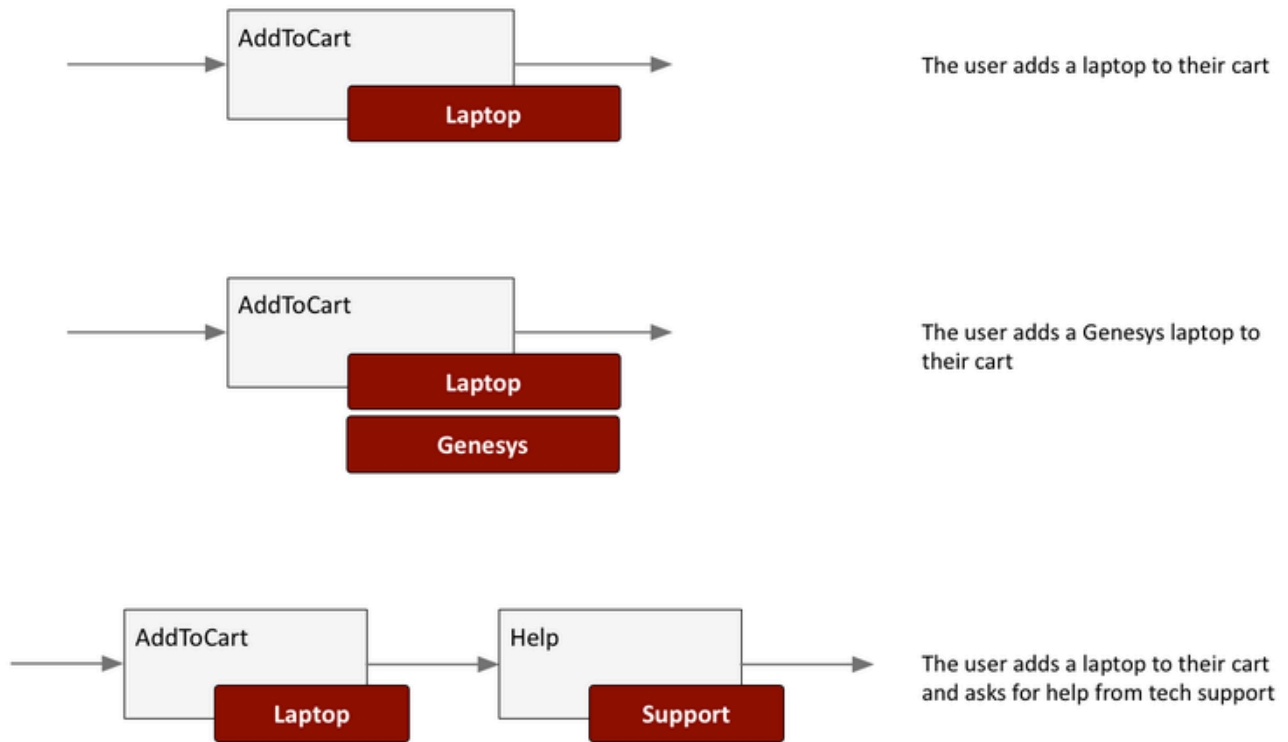 AddToCart
Laptop
The user adds a laptop to their cart
AddToCart
Laptop
Genesys
The user adds a Genesys laptop to
their cart
AddToCart
Laptop
Help
Support
The user adds a laptop to their cart
and asks for help from tech support